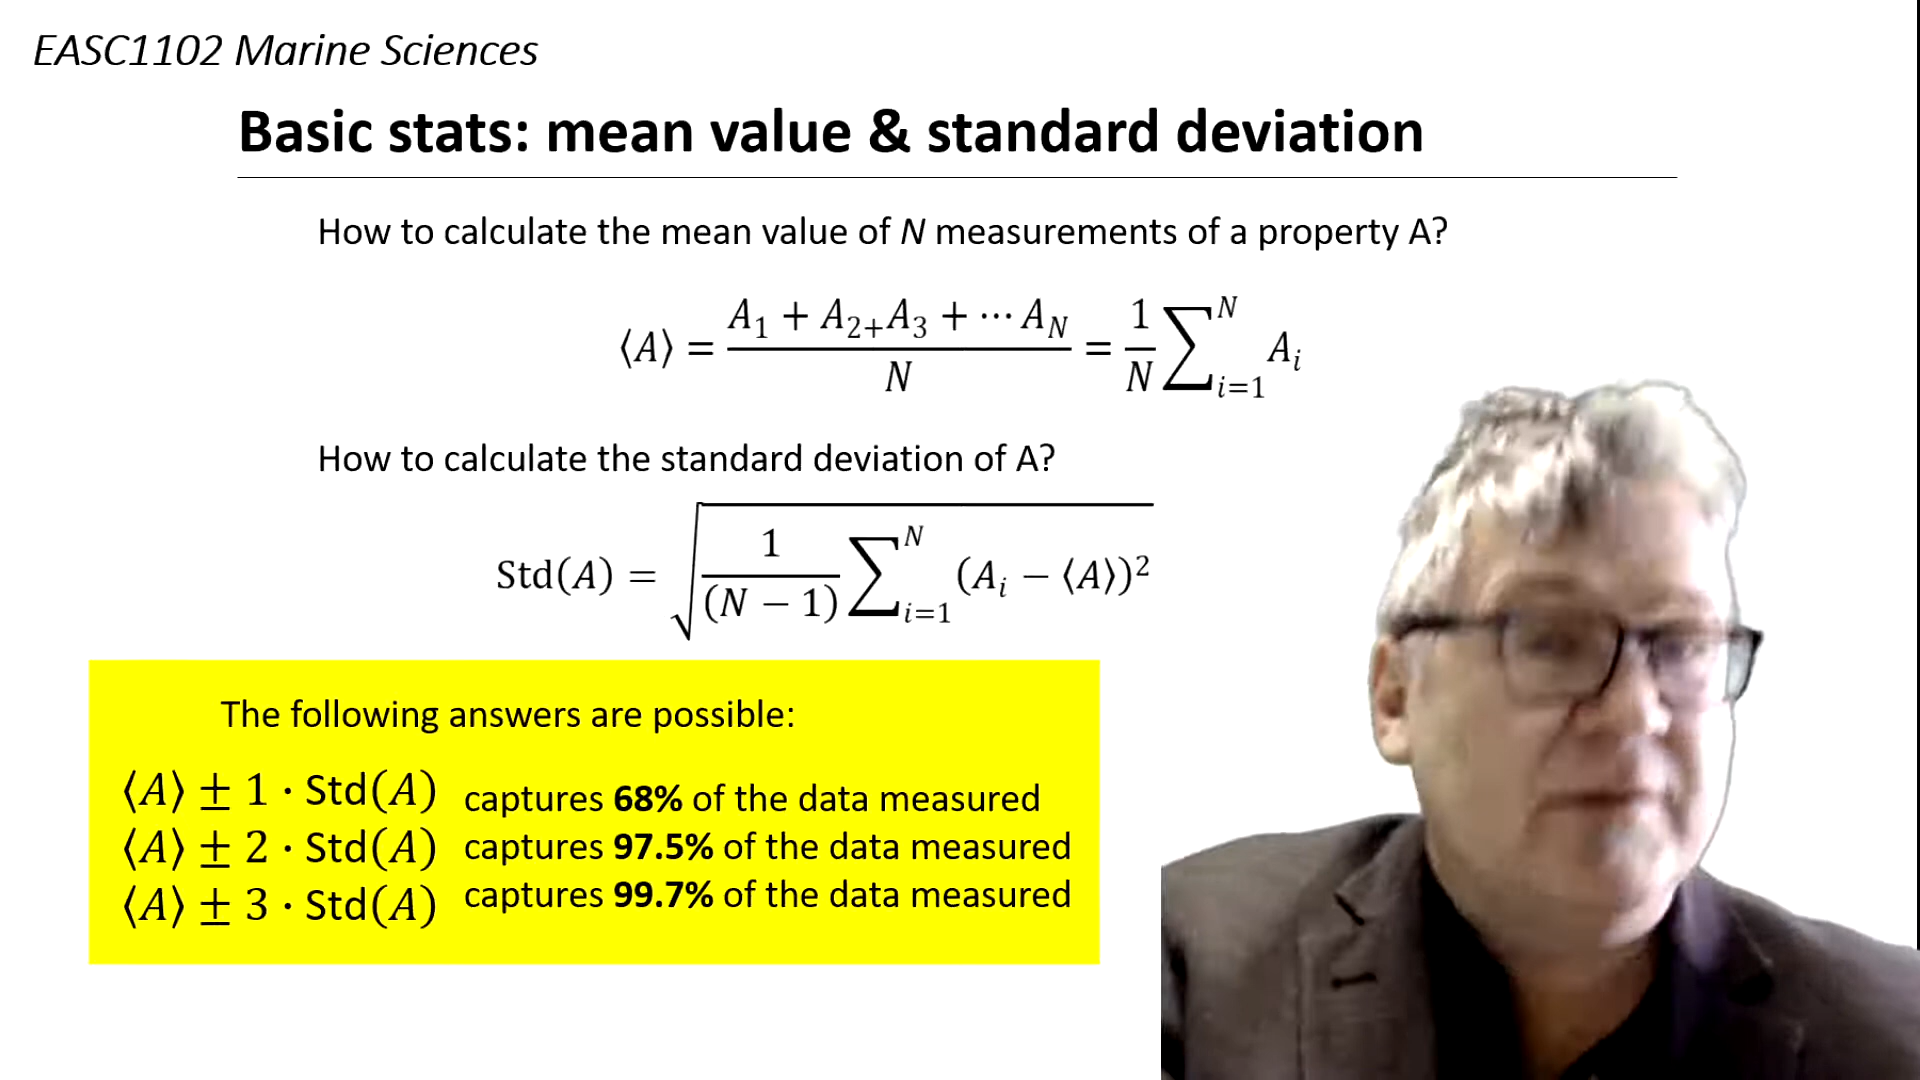 EASC1102 Marine Sciences
Basic stats: mean value & standard deviation
How to calculate the mean value of N measurements of a property A?
⟨A⟩ = (A₁ + A₂₊A₃ + ⋯ A_N) / N = 1/N ∑_{i=1}^{N} A_i
How to calculate the standard deviation of A?
Std(A) = √(1/(N − 1) ∑_{i=1}^{N} (A_i − ⟨A⟩)²)
The following answers are possible:
⟨A⟩ ± 1 · Std(A) captures 68% of the data measured
⟨A⟩ ± 2 · Std(A) captures 97.5% of the data measured
⟨A⟩ ± 3 · Std(A) captures 99.7% of the data measured